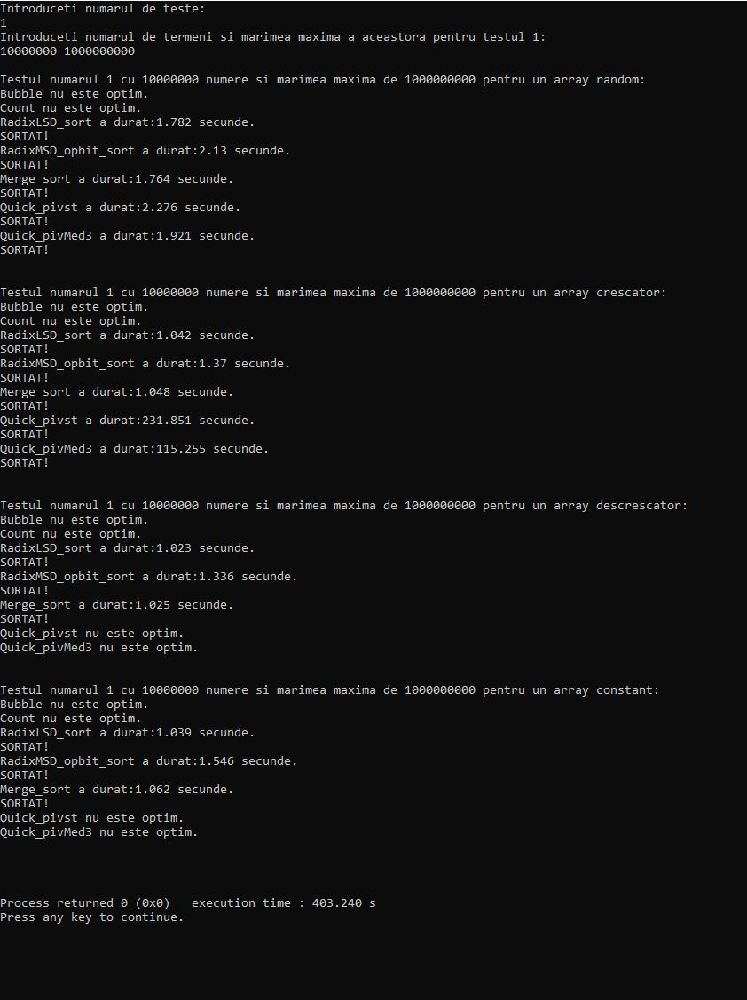 Introduceti numarul de teste:
1
Introduceti numarul de termeni si marimea maxima a aceastora pentru testul 1:
10000000 1000000000
Testul numarul 1 cu 10000000 numere si marimea maxima de 1000000000 pentru un array random:
Bubble nu este optim.
Count nu este optim.
RadixLSD_sort a durat:1.782 secunde.
SORTAT!
RadixMSD_opbit_sort a durat:2.13 secunde.
SORTAT!
Merge_sort a durat:1.764 secunde.
SORTAT!
Quick_pivst a durat:2.276 secunde.
SORTAT!
Quick_pivMed3 a durat:1.921 secunde.
SORTAT!
Testul numarul 1 cu 10000000 numere si marimea maxima de 1000000000 pentru un array crescator:
Bubble nu este optim.
Count nu este optim.
RadixLSD_sort a durat:1.042 secunde.
SORTAT!
RadixMSD_opbit_sort a durat:1.37 secunde.
SORTAT!
Merge_sort a durat:1.048 secunde.
SORTAT!
Quick_pivst a durat:231.851 secunde.
SORTAT!
Quick_pivMed3 a durat:115.255 secunde.
SORTAT!
Testul numarul 1 cu 10000000 numere si marimea maxima de 1000000000 pentru un array descrescator:
Bubble nu este optim.
Count nu este optim.
RadixLSD_sort a durat:1.023 secunde.
SORTAT!
RadixMSD_opbit_sort a durat:1.336 secunde.
SORTAT!
Merge_sort a durat:1.025 secunde.
SORTAT!
Quick_pivst nu este optim.
Quick_pivMed3 nu este optim.
Testul numarul 1 cu 10000000 numere si marimea maxima de 1000000000 pentru un array constant:
Bubble nu este optim.
Count nu este optim.
RadixLSD_sort a durat:1.039 secunde.
SORTAT!
RadixMSD_opbit_sort a durat:1.546 secunde.
SORTAT!
Merge_sort a durat:1.062 secunde.
SORTAT!
Quick_pivst nu este optim.
Quick_pivMed3 nu este optim.
Process returned 0 (0x0)   execution time : 403.240 s
Press any key to continue.